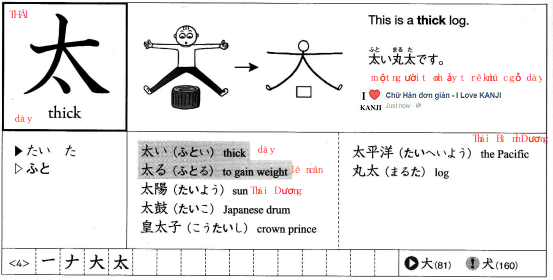 THÁI
太
thick
dày
This is a thick log.
ふと まる た
太い丸太です。
một người to nhảy trên khúc gỗ dày
I ❤ KANJI
Chữ Hán đơn giản - I Love KANJI
Just now
▶たい た
▷ふと
太い（ふとい）thick dày
太る（ふとる）to gain weight lên cân
太陽（たいよう）sun Thái Dương
太鼓（たいこ）Japanese drum
皇太子（こうたいし）crown prince
Thái Bình Dương
太平洋（たいへいよう）the Pacific
丸太（まるた）log
<4> 一 ナ 大 太
大(81) ! 犬(160)